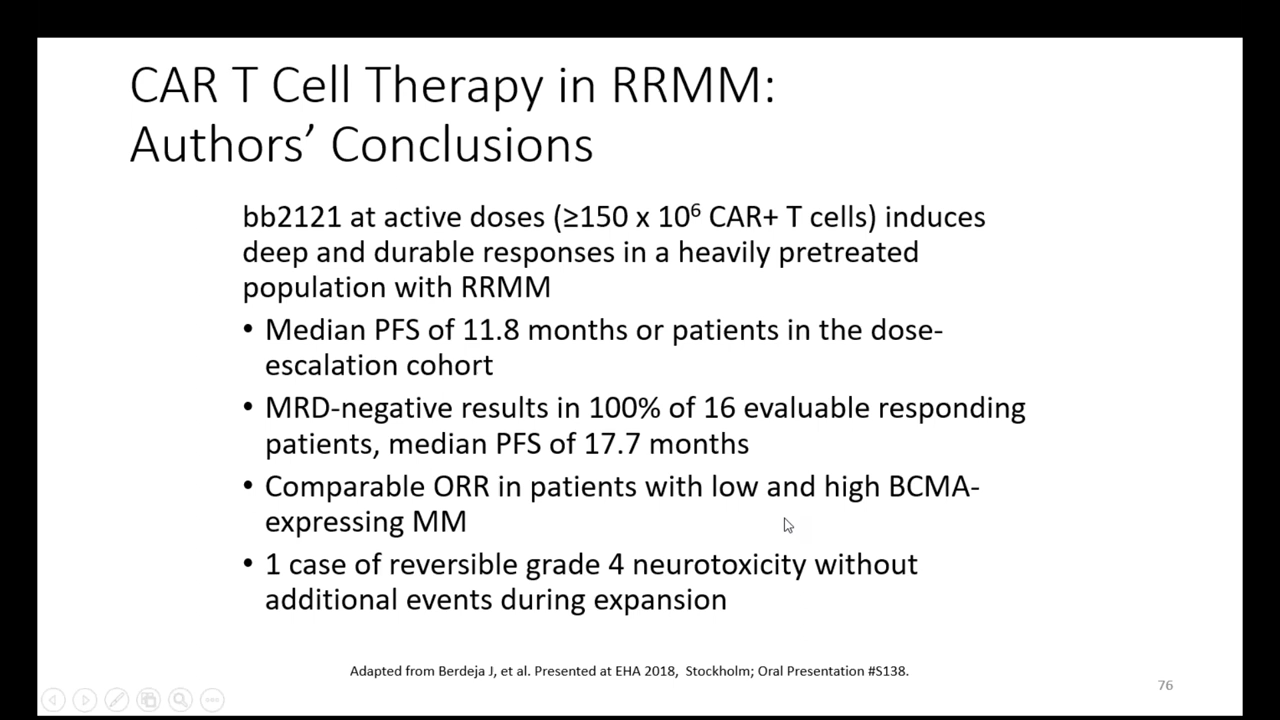 CAR T Cell Therapy in RRMM:
Authors’ Conclusions
bb2121 at active doses (≥150 x 10⁶ CAR+ T cells) induces
deep and durable responses in a heavily pretreated
population with RRMM
• Median PFS of 11.8 months or patients in the dose-
escalation cohort
• MRD-negative results in 100% of 16 evaluable responding
patients, median PFS of 17.7 months
• Comparable ORR in patients with low and high BCMA-
expressing MM
• 1 case of reversible grade 4 neurotoxicity without
additional events during expansion
Adapted from Berdeja J, et al. Presented at EHA 2018, Stockholm; Oral Presentation #S138.
76